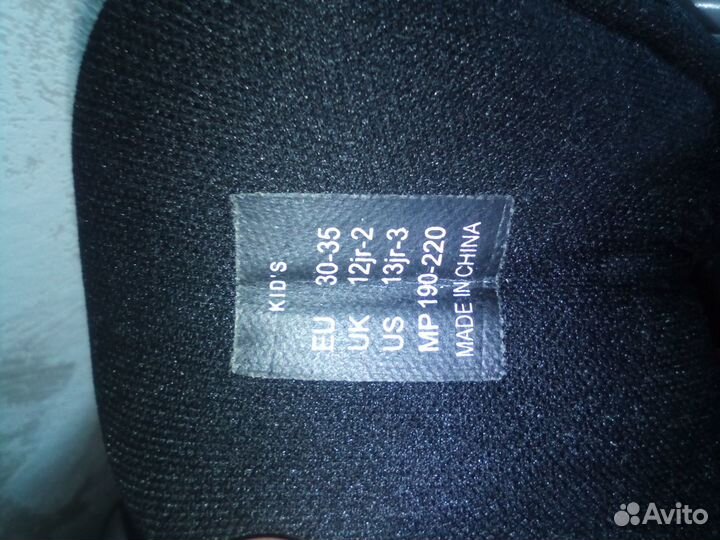 KID'S
EU 30-35
UK 12jr-2
US 13jr-3
MP 190-220
MADE IN CHINA
Avito